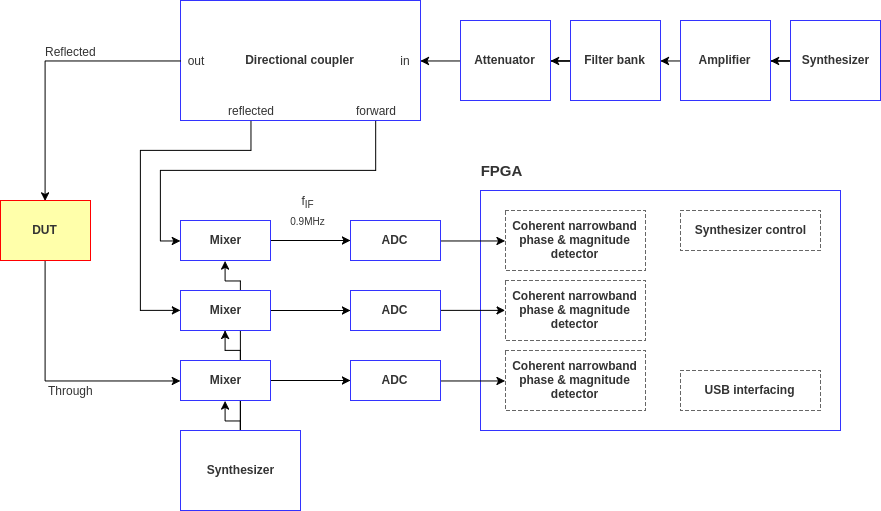 Reflected
out
Directional coupler
in
Attenuator
Filter bank
Amplifier
Synthesizer
reflected
forward
FPGA
DUT
fIF
0.9MHz
Mixer
ADC
Coherent narrowband
phase & magnitude
detector
Synthesizer control
Mixer
ADC
Coherent narrowband
phase & magnitude
detector
Mixer
ADC
Coherent narrowband
phase & magnitude
detector
USB interfacing
Through
Synthesizer